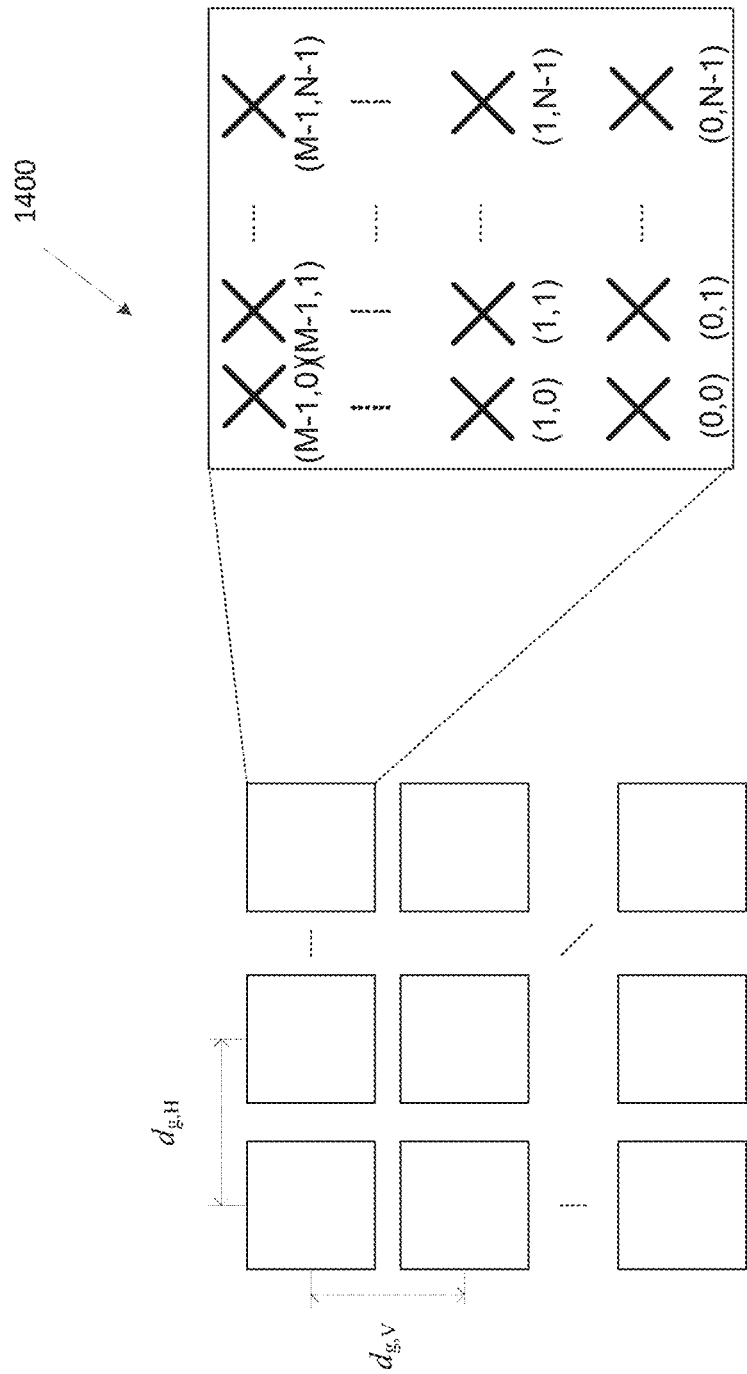 1400
d_{g,H}
d_{g,V}
(M-1,0)(M-1,1) (M-1,N-1)
(1,0) (1,1) (1,N-1)
(0,0) (0,1) (0,N-1)